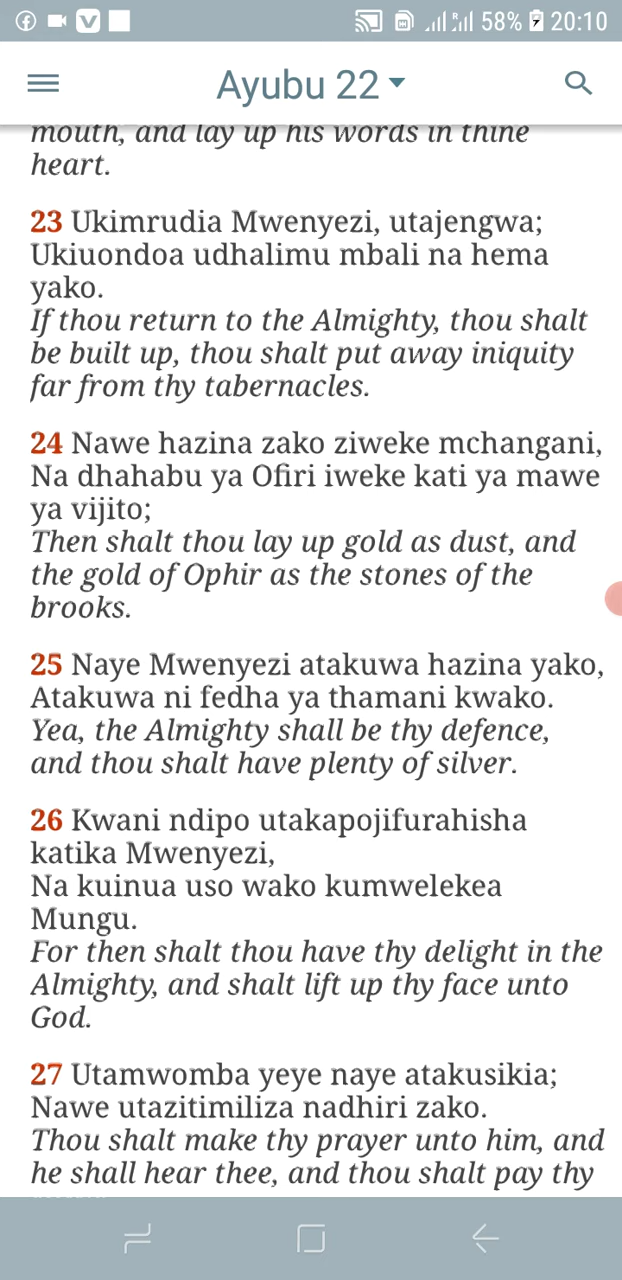 58% 20:10
Ayubu 22
mouth, and lay up his words in thine
heart.
23 Ukimrudia Mwenyezi, utajengwa;
Ukiuondoa udhalimu mbali na hema
yako.
If thou return to the Almighty, thou shalt
be built up, thou shalt put away iniquity
far from thy tabernacles.
24 Nawe hazina zako ziweke mchangani,
Na dhahabu ya Ofiri iweke kati ya mawe
ya vijito;
Then shalt thou lay up gold as dust, and
the gold of Ophir as the stones of the
brooks.
25 Naye Mwenyezi atakuwa hazina yako,
Atakuwa ni fedha ya thamani kwako.
Yea, the Almighty shall be thy defence,
and thou shalt have plenty of silver.
26 Kwani ndipo utakapojifurahisha
katika Mwenyezi,
Na kuinua uso wako kumwelekea
Mungu.
For then shalt thou have thy delight in the
Almighty, and shalt lift up thy face unto
God.
27 Utamwomba yeye naye atakusikia;
Nawe utazitimiliza nadhiri zako.
Thou shalt make thy prayer unto him, and
he shall hear thee, and thou shalt pay thy